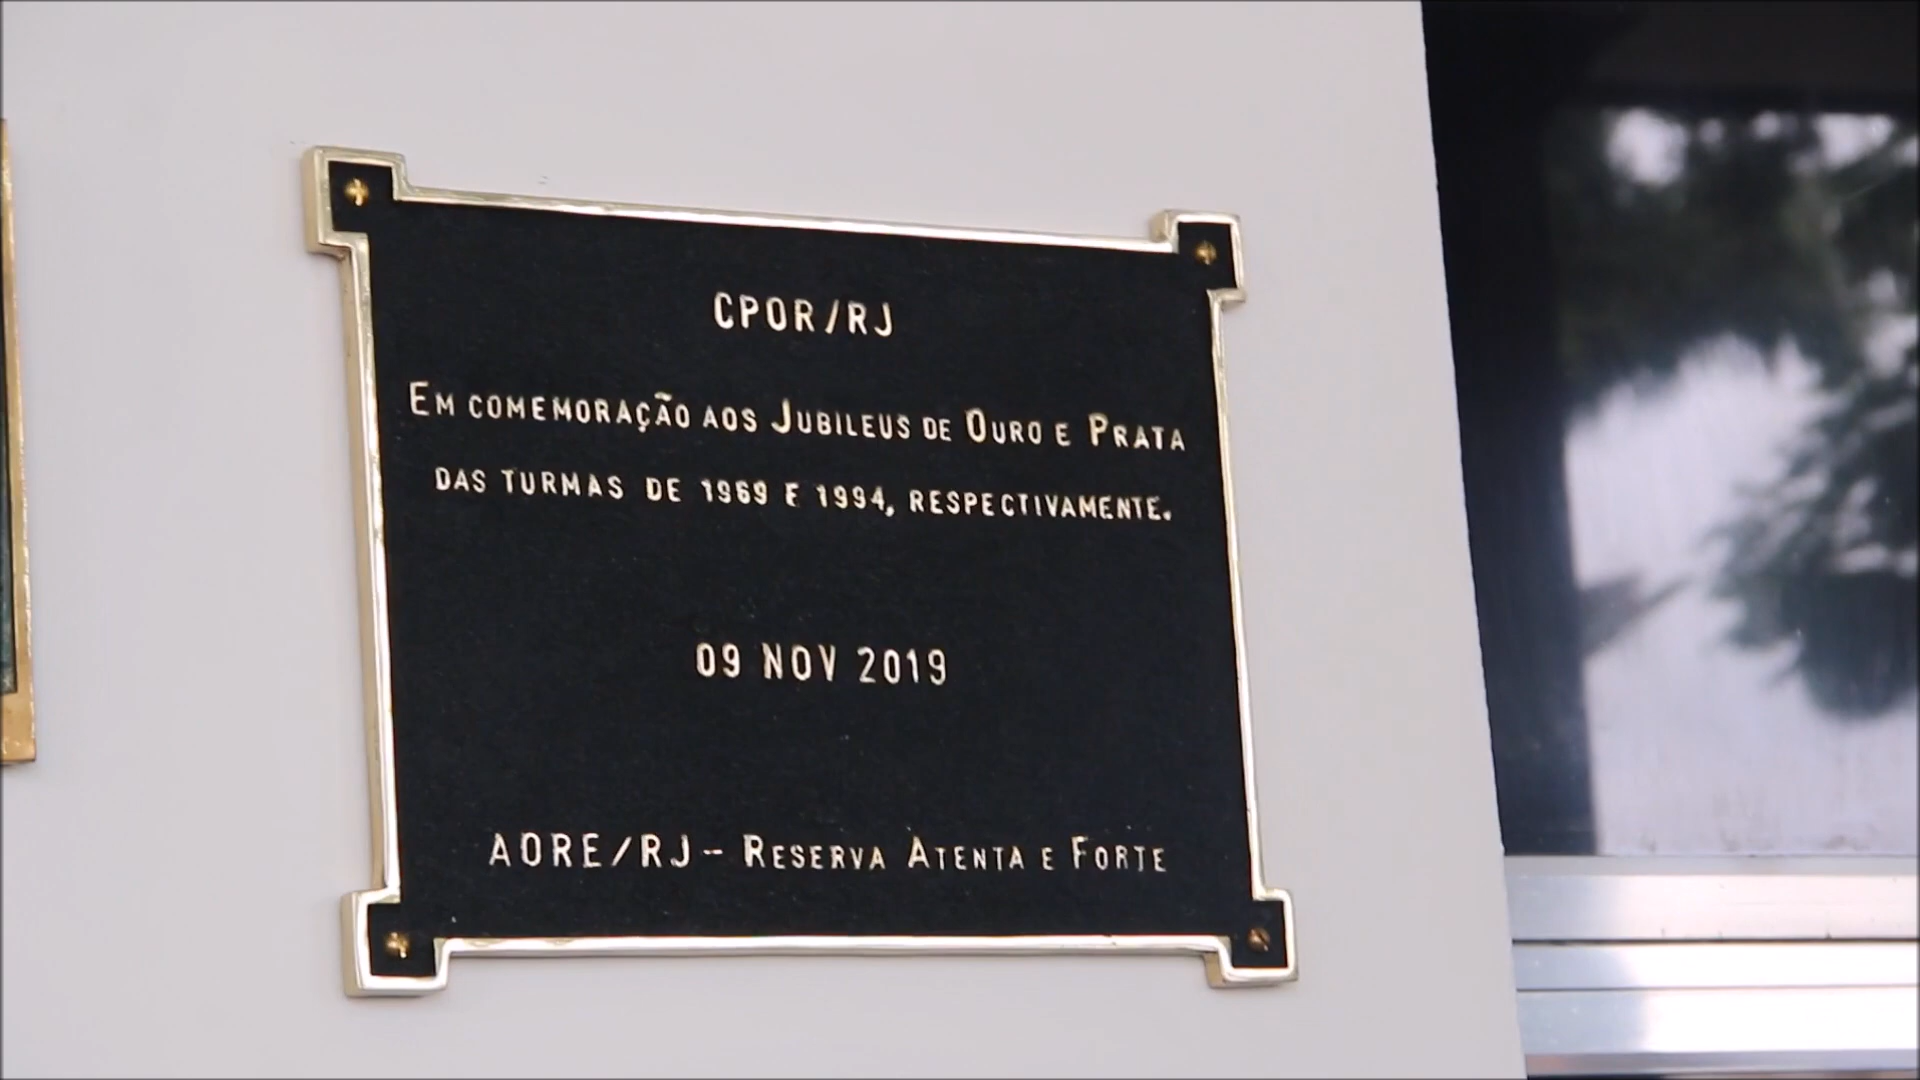 CPOR/RJ
EM COMEMORAÇÃO AOS JUBILEUS DE OURO E PRATA
DAS TURMAS DE 1969 E 1994, RESPECTIVAMENTE.
09 NOV 2019
AORE/RJ - RESERVA ATENTA E FORTE